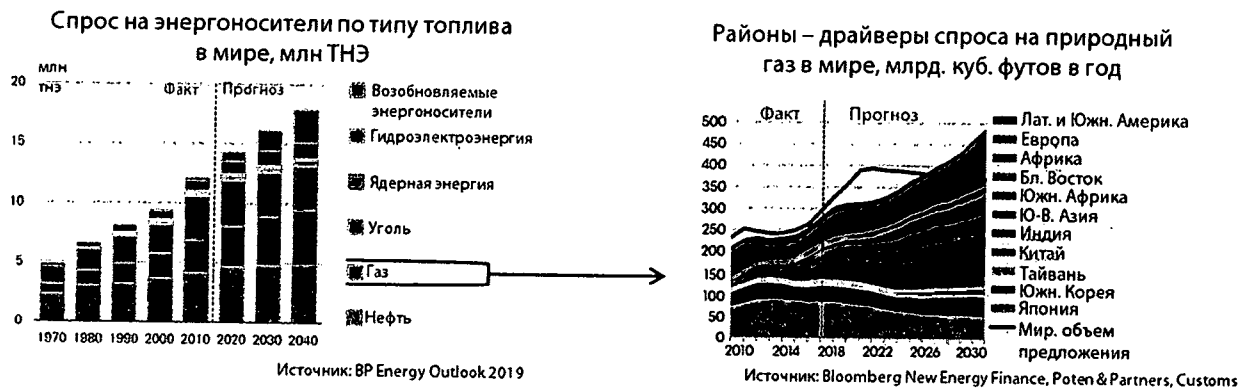 Спрос на энергоносители по типу топлива
в мире, млн ТНЭ
млн
ТНЭ
20
15
10
5
0
Факт
Прогноз
1970 1980 1990 2000 2010 2020 2030 2040
Возобновляемые
энергоносители
Гидроэлектроэнергия
Ядерная энергия
Уголь
Газ
Нефть
Источник: BP Energy Outlook 2019
Районы – драйверы спроса на природный
газ в мире, млрд. куб. футов в год
500
450
400
350
300
250
200
150
100
50
0
Факт
Прогноз
2010 2014 2018 2022 2026 2030
Лат. и Южн. Америка
Европа
Африка
Бл. Восток
Южн. Африка
Ю-В. Азия
Индия
Китай
Тайвань
Южн. Корея
Япония
Мир. объем
предложения
Источник: Bloomberg New Energy Finance, Poten & Partners, Customs